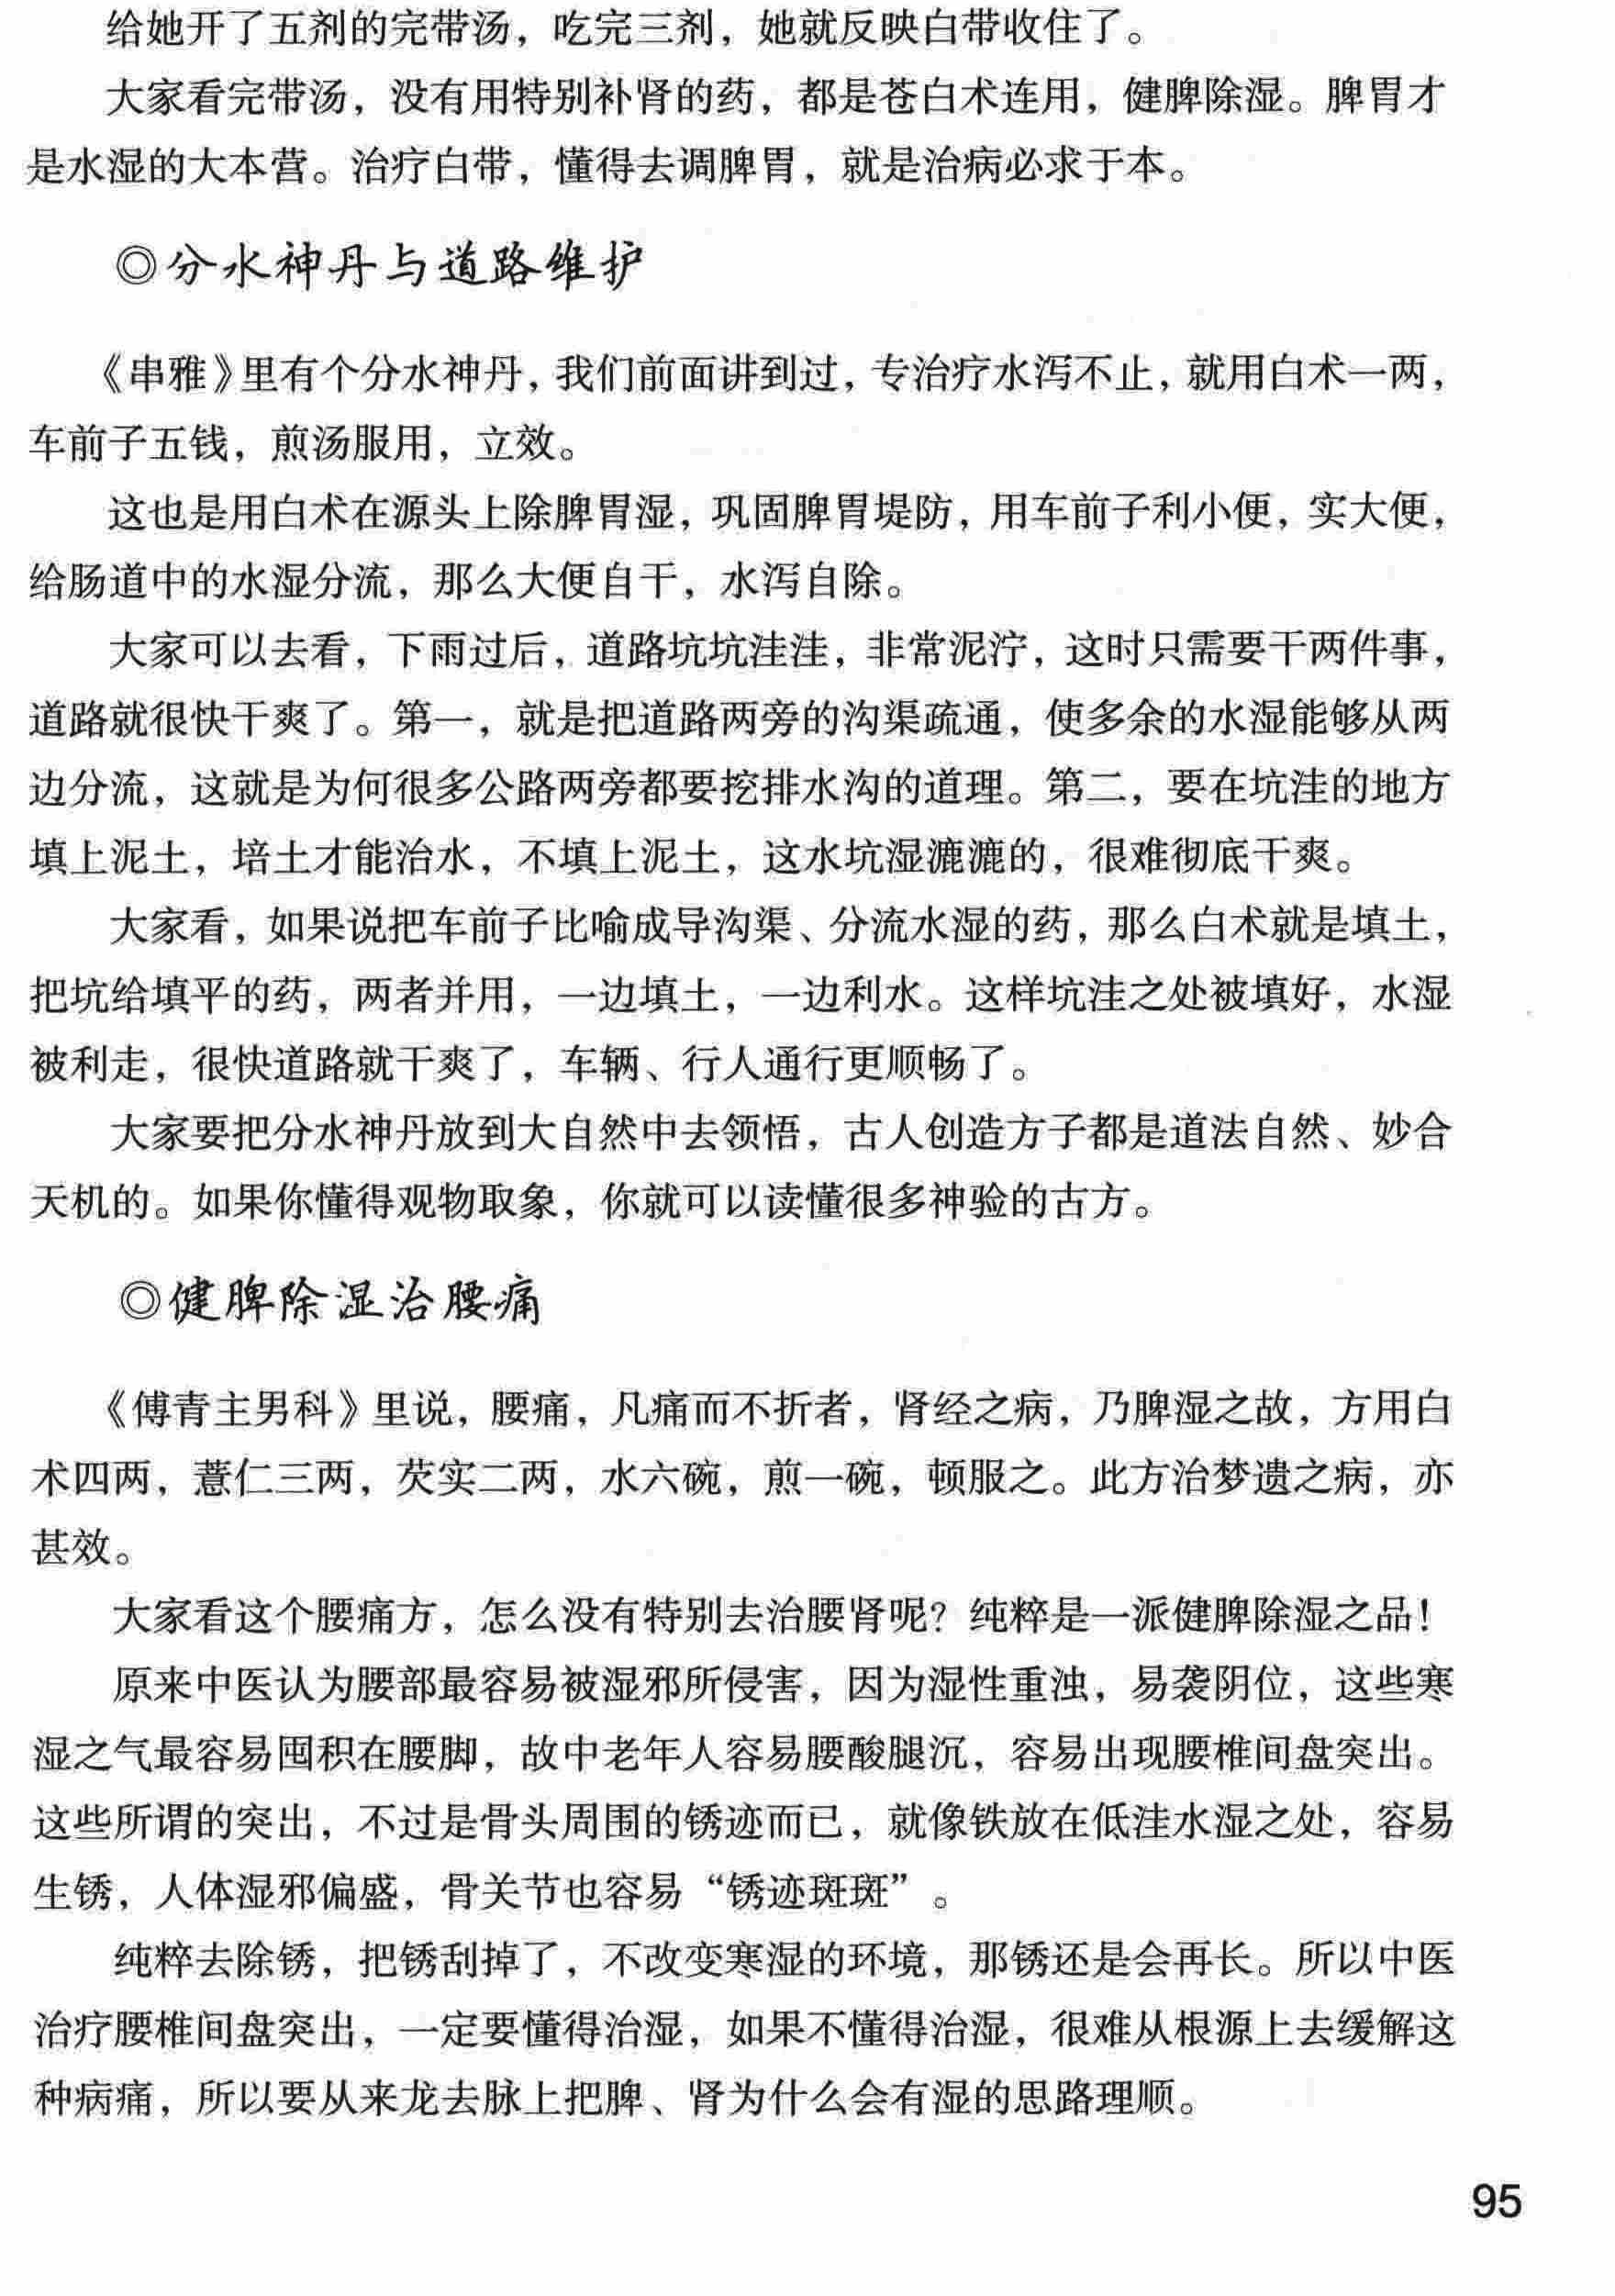 给她开了五剂的完带汤，吃完三剂，她就反映白带收住了。
大家看完带汤，没有用特别补肾的药，都是苍白术连用，健脾除湿。脾胃才
是水湿的大本营。治疗白带，懂得去调脾胃，就是治病必求于本。
◎分水神丹与道路维护
《串雅》里有个分水神丹，我们前面讲到过，专治疗水泻不止，就用白术一两，
车前子五钱，煎汤服用，立效。
这也是用白术在源头上除脾胃湿，巩固脾胃堤防，用车前子利小便，实大便，
给肠道中的水湿分流，那么大便自干，水泻自除。
大家可以去看，下雨过后，道路坑坑洼洼，非常泥泞，这时只需要干两件事，
道路就很快干爽了。第一，就是把道路两旁的沟渠疏通，使多余的水湿能够从两
边分流，这就是为何很多公路两旁都要挖排水沟的道理。第二，要在坑洼的地方
填上泥土，培土才能治水，不填上泥土，这水坑湿漉漉的，很难彻底干爽。
大家看，如果说把车前子比喻成导沟渠、分流水湿的药，那么白术就是填土，
把坑给填平的药，两者并用，一边填土，一边利水。这样坑洼之处被填好，水湿
被利走，很快道路就干爽了，车辆、行人通行更顺畅了。
大家要把分水神丹放到大自然中去领悟，古人创造方子都是道法自然、妙合
天机的。如果你懂得观物取象，你就可以读懂很多神验的古方。
◎健脾除湿治腰痛
《傅青主男科》里说，腰痛，凡痛而不折者，肾经之病，乃脾湿之故，方用白
术四两，薏仁三两，芡实二两，水六碗，煎一碗，顿服之。此方治梦遗之病，亦
甚效。
大家看这个腰痛方，怎么没有特别去治腰肾呢？纯粹是一派健脾除湿之品！
原来中医认为腰部最容易被湿邪所侵害，因为湿性重浊，易袭阴位，这些寒
湿之气最容易囤积在腰脚，故中老年人容易腰酸腿沉，容易出现腰椎间盘突出。
这些所谓的突出，不过是骨头周围的锈迹而已，就像铁放在低洼水湿之处，容易
生锈，人体湿邪偏盛，骨关节也容易“锈迹斑斑”。
纯粹去除锈，把锈刮掉了，不改变寒湿的环境，那锈还是会再长。所以中医
治疗腰椎间盘突出，一定要懂得治湿，如果不懂得治湿，很难从根源上去缓解这
种病痛，所以要从来龙去脉上把脾、肾为什么会有湿的思路理顺。
95